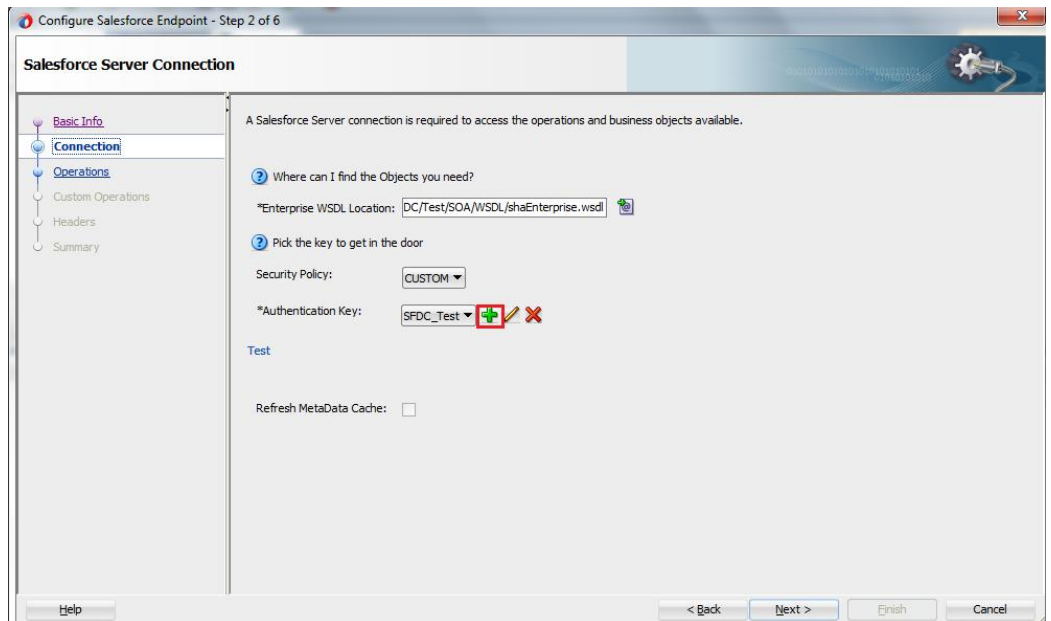 Configure Salesforce Endpoint - Step 2 of 6
Salesforce Server Connection
Basic Info
Connection
Operations
Custom Operations
Headers
Summary
A Salesforce Server connection is required to access the operations and business objects available.
Where can I find the Objects you need?
*Enterprise WSDL Location: DC/Test/SOA/WSDL/shaEnterprise.wsdl
Pick the key to get in the door
Security Policy: CUSTOM
*Authentication Key: SFDC_Test
Test
Refresh MetaData Cache:
Help < Back Next > Finish Cancel